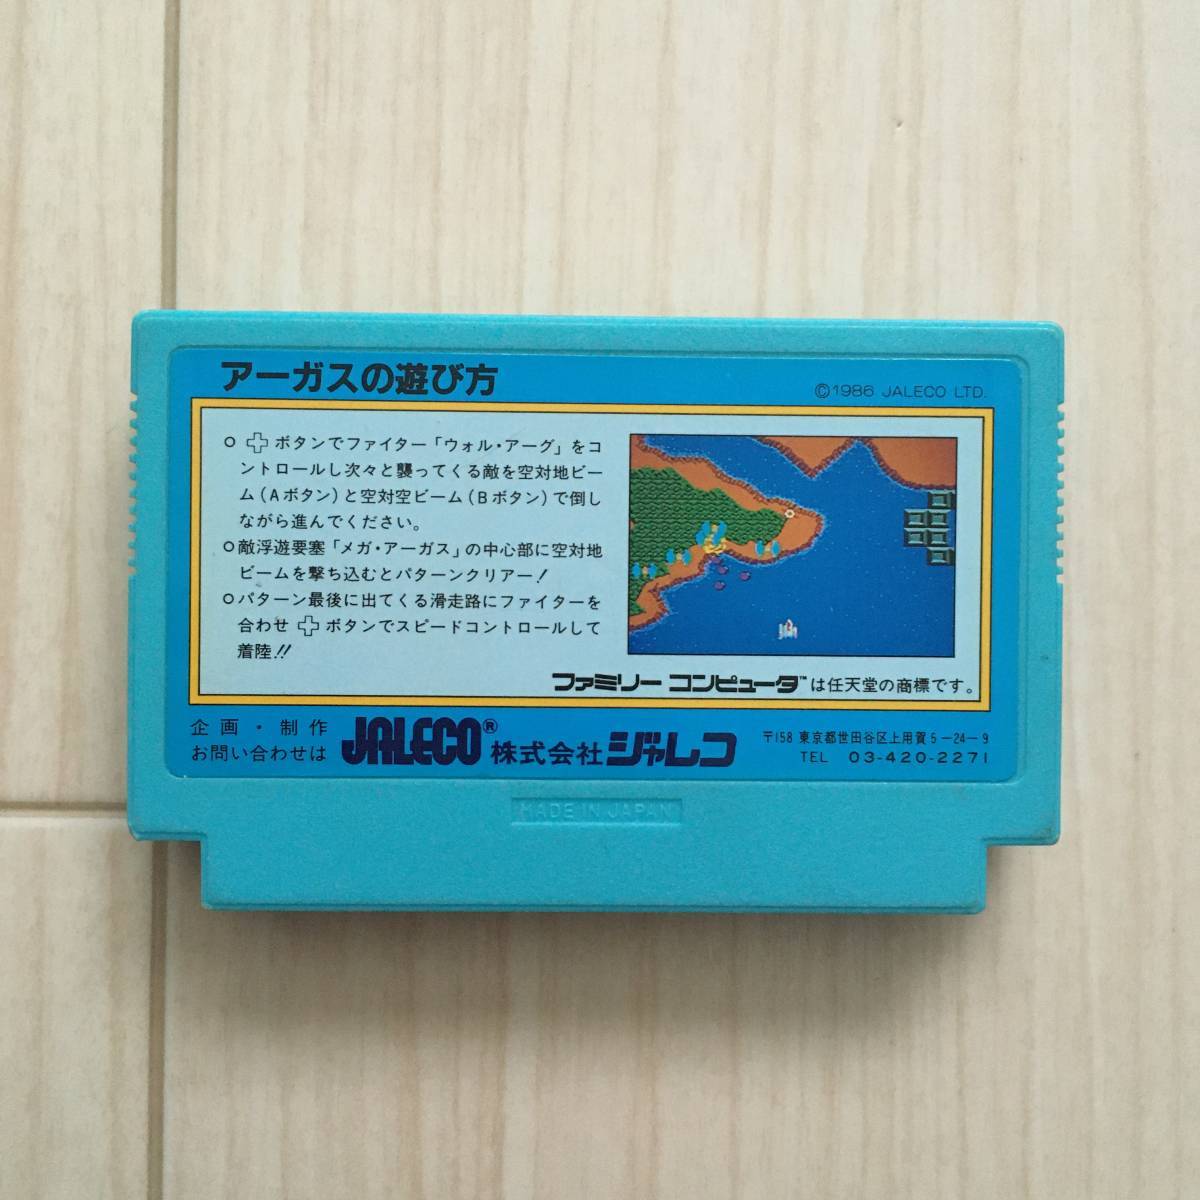 アーガスの遊び方
©1986 JALECO LTD.
○ ボタンでファイター「ウォル・アーグ」をコ
ントロールし次々と襲ってくる敵を空対地ビー
ム(Aボタン)と空対空ビーム(Bボタン)で倒し
ながら進んでください。
○敵浮遊要塞「メガ・アーガス」の中心部に空対地
ビームを撃ち込むとパターンクリアー!
○パターン最後に出てくる滑走路にファイターを
合わせ ボタンでスピードコントロールして
着陸!!
ファミリー コンピュータ™は任天堂の商標です。
企画・制作
お問い合わせは
JALECO® 株式会社 ジャレコ
〒158 東京都世田谷区上用賀5-24-9
TEL 03-420-2271
MADE IN JAPAN